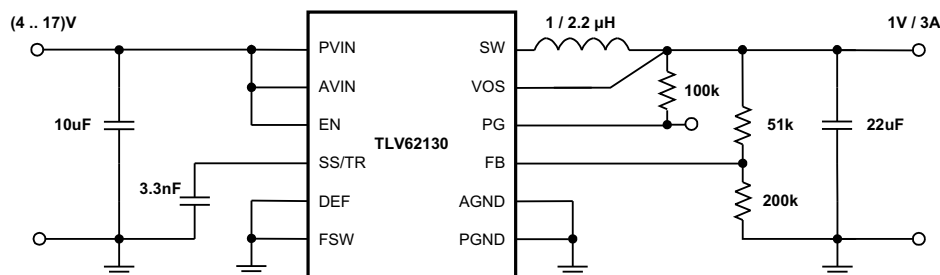 (4 .. 17)V
1 / 2.2 µH
1V / 3A
PVIN
SW
AVIN
VOS
100k
10uF
EN
PG
TLV62130
51k
22uF
SS/TR
FB
3.3nF
DEF
AGND
200k
FSW
PGND